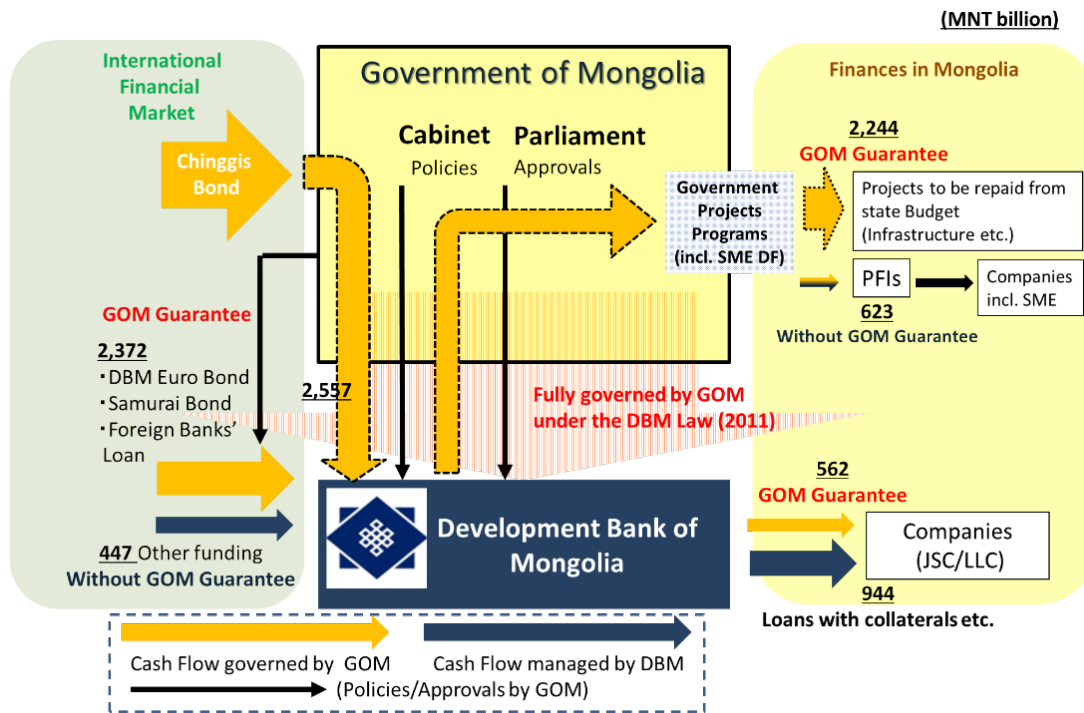 (MNT billion)
International
Financial
Market
Chinggis
Bond
GOM Guarantee
2,372
・DBM Euro Bond
・Samurai Bond
・Foreign Banks'
Loan
447 Other funding
Without GOM Guarantee
Government of Mongolia
Cabinet
Policies
Parliament
Approvals
2,557
Government
Projects
Programs
(incl. SME DF)
Fully governed by GOM
under the DBM Law (2011)
Development Bank of
Mongolia
Finances in Mongolia
2,244
GOM Guarantee
Projects to be repaid from
state Budget
(Infrastructure etc.)
PFIs
Companies
incl. SME
623
Without GOM Guarantee
562
GOM Guarantee
Companies
(JSC/LLC)
944
Loans with collaterals etc.
Cash Flow governed by GOM
Cash Flow managed by DBM
(Policies/Approvals by GOM)